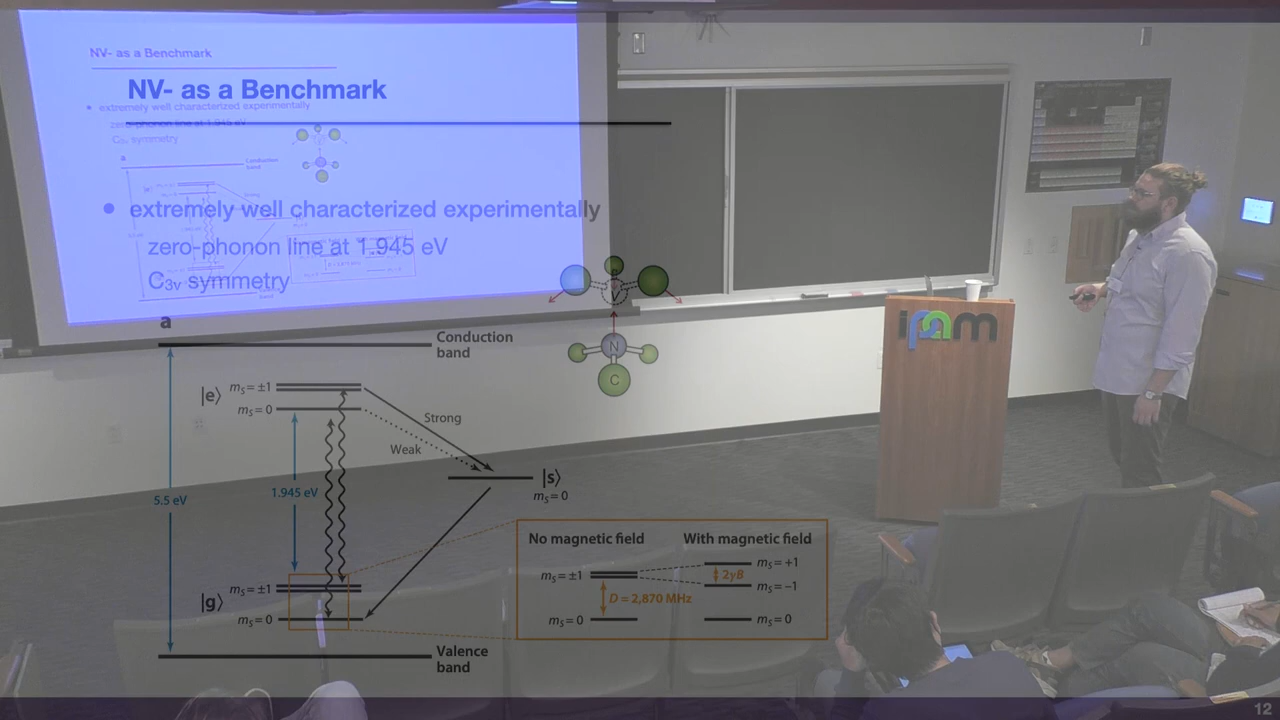 NV- as a Benchmark
• extremely well characterized experimentally
zero-phonon line at 1.945 eV
C3v symmetry
NV- as a Benchmark
• extremely well characterized experimentally
zero-phonon line at 1.945 eV
C₃ᵥ symmetry
a
Conduction band
Strong
ipam
V
N
C
a
Conduction
band
|e⟩ mS = ±1
mS = 0
Strong
Weak
|s⟩
mS = 0
5.5 eV
1.945 eV
|g⟩ mS = ±1
mS = 0
Valence
band
No magnetic field
With magnetic field
mS = ±1
mS = +1
2γB
mS = −1
D = 2,870 MHz
mS = 0
mS = 0
12